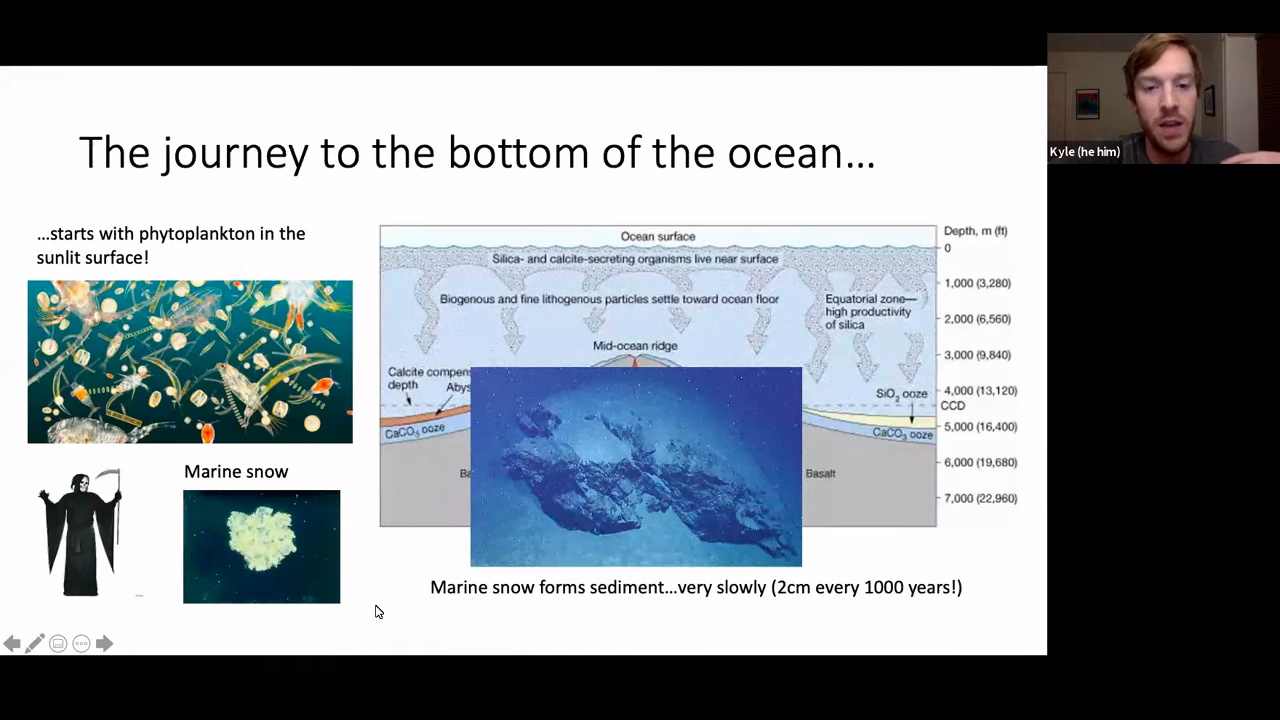 The journey to the bottom of the ocean...
Kyle (he him)
...starts with phytoplankton in the
sunlit surface!
Marine snow
Ocean surface
Silica- and calcite-secreting organisms live near surface
Biogenous and fine lithogenous particles settle toward ocean floor
Equatorial zone—
high productivity
of silica
Mid-ocean ridge
Calcite compens
depth
Abys
SiO₂ ooze
CaCO₃ ooze
CaCO₃ ooze
Ba
Basalt
Depth, m (ft)
0
1,000 (3,280)
2,000 (6,560)
3,000 (9,840)
4,000 (13,120)
CCD
5,000 (16,400)
6,000 (19,680)
7,000 (22,960)
Marine snow forms sediment...very slowly (2cm every 1000 years!)